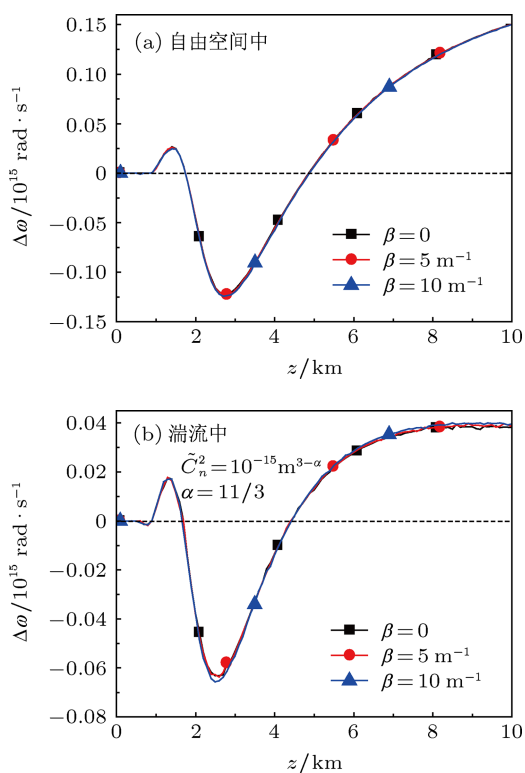 (a) 自由空间中
0.15
0.10
0.05
0
−0.05
−0.10
−0.15
Δω/10¹⁵ rad · s⁻¹
β=0
β=5 m⁻¹
β=10 m⁻¹
0 2 4 6 8 10
z/km
(b) 湍流中
C̃ₙ²=10⁻¹⁵m³⁻ᵅ
α=11/3
0.04
0.02
0
−0.02
−0.04
−0.06
−0.08
Δω/10¹⁵ rad · s⁻¹
β=0
β=5 m⁻¹
β=10 m⁻¹
0 2 4 6 8 10
z/km